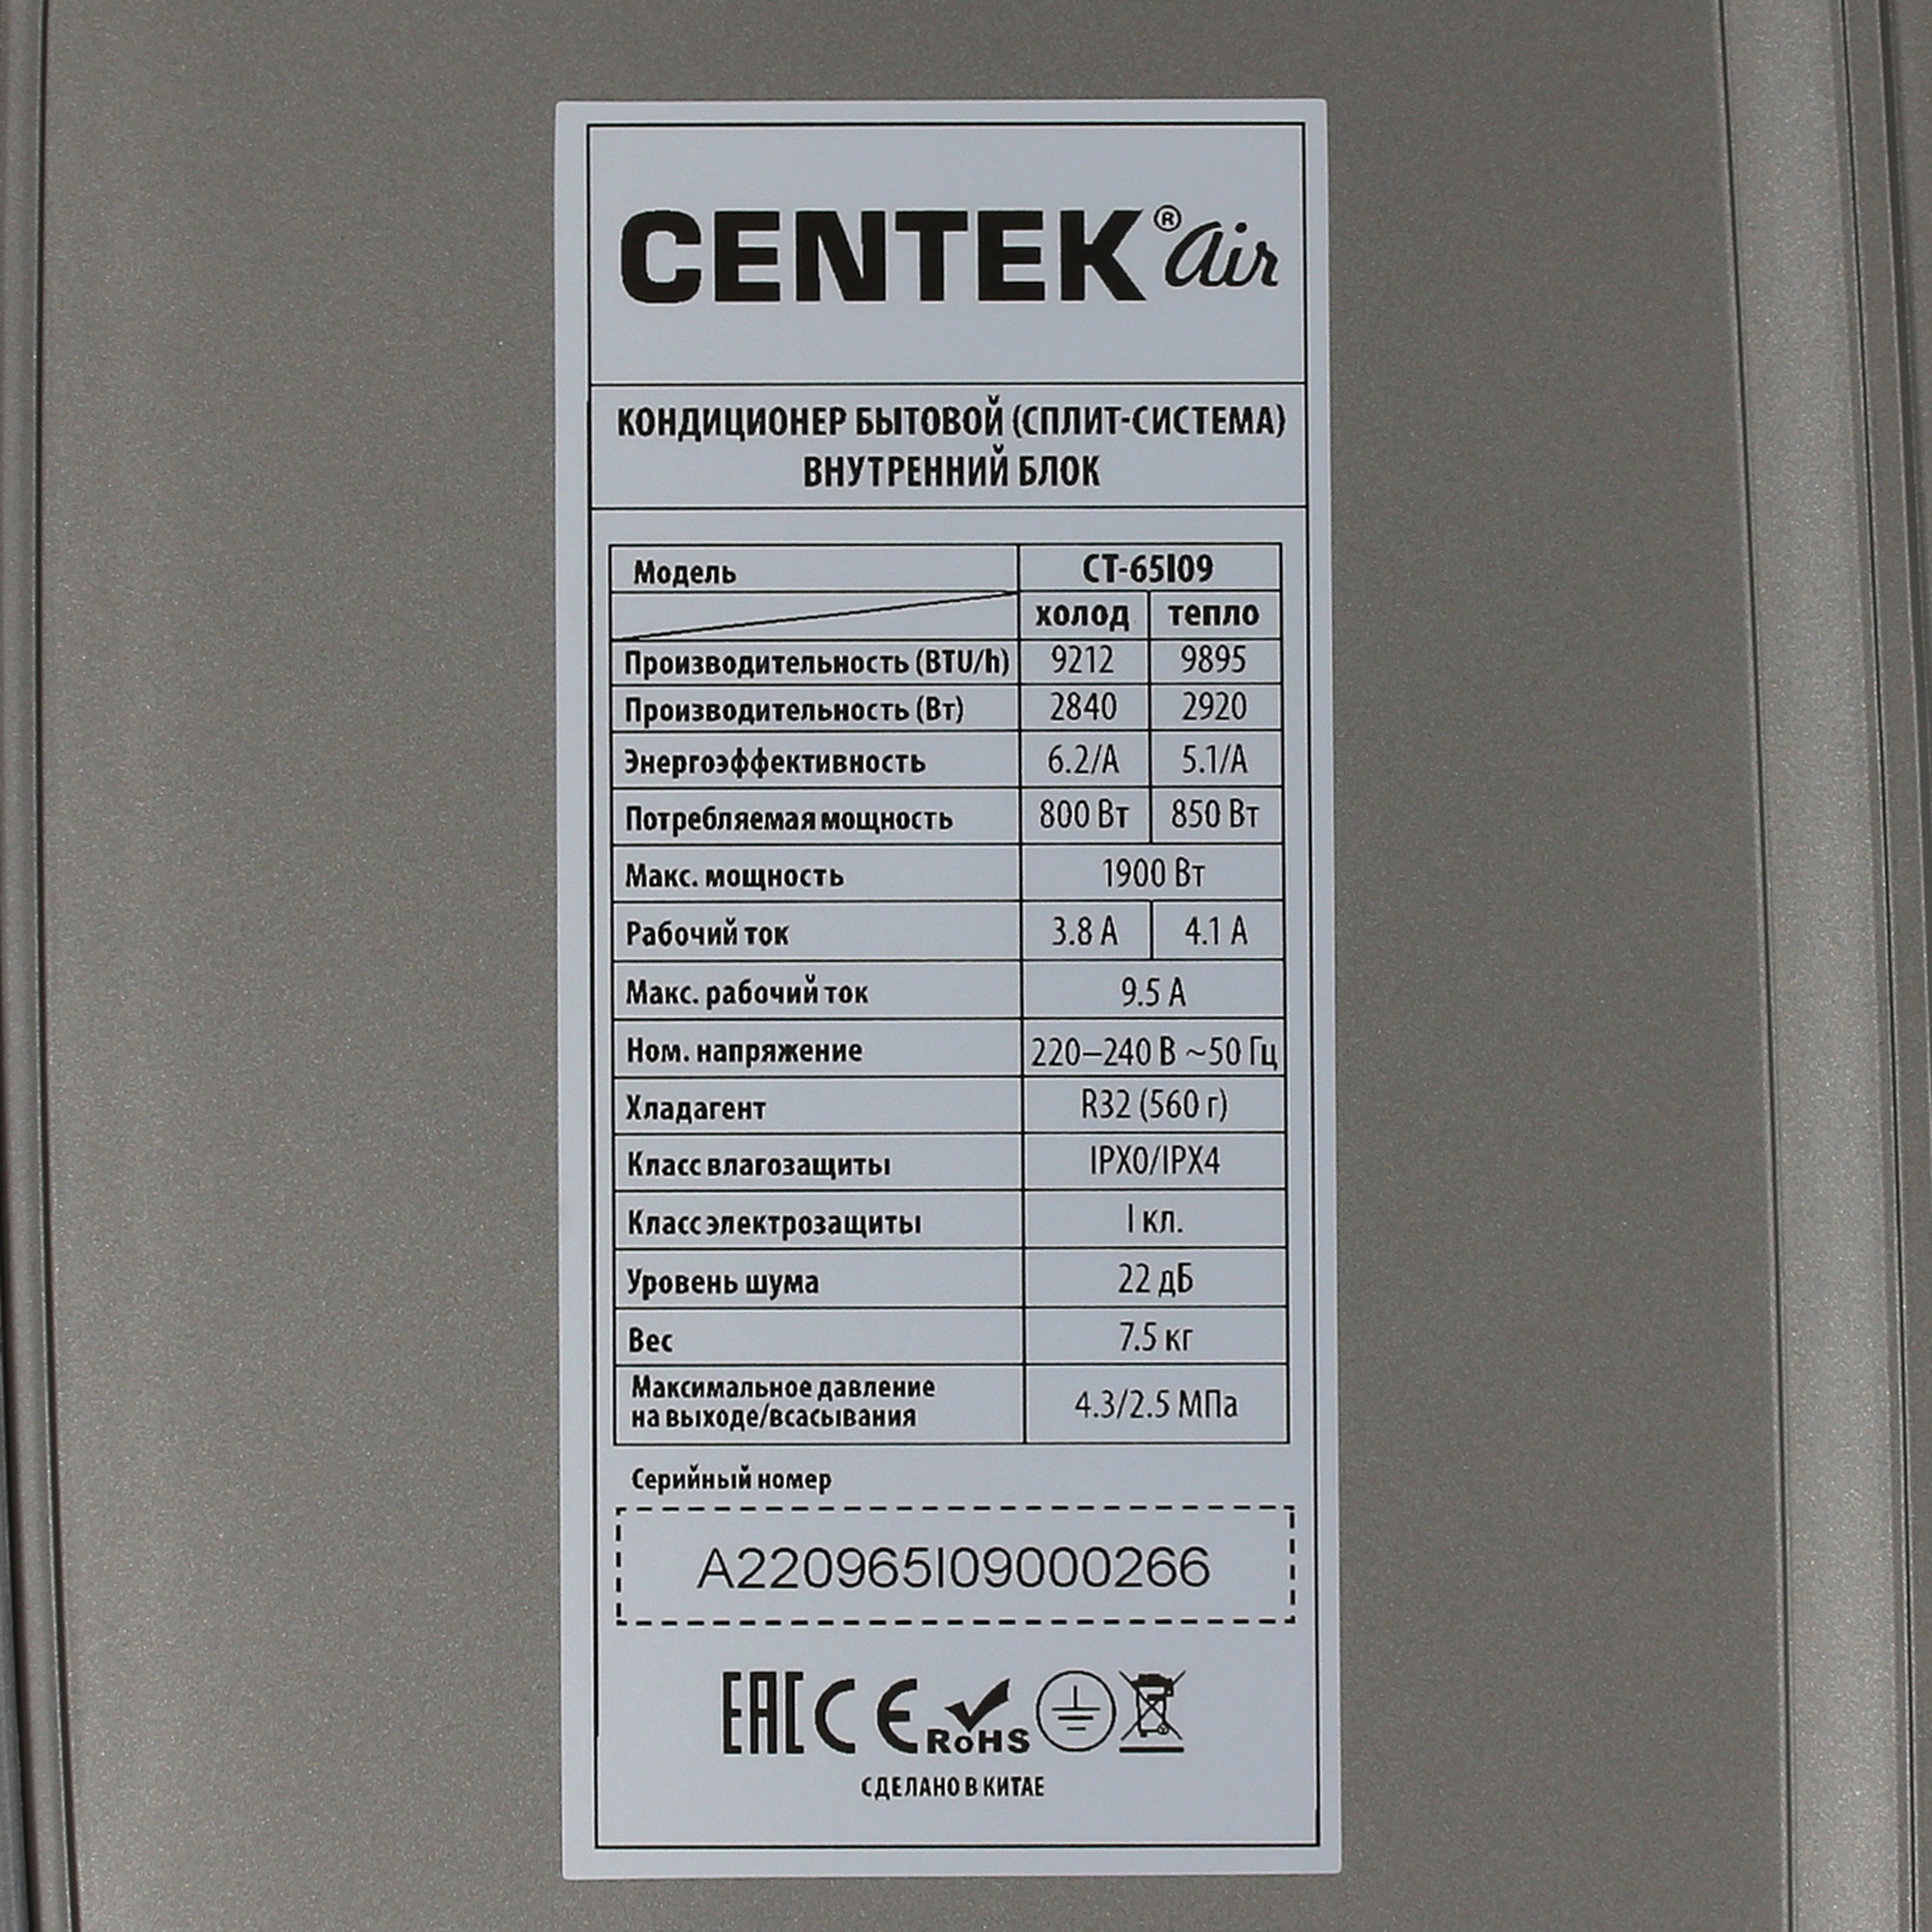 CENTEK® air
КОНДИЦИОНЕР БЫТОВОЙ (СПЛИТ-СИСТЕМА)
ВНУТРЕННИЙ БЛОК
Модель CT-65I09
холод тепло
Производительность (BTU/h) 9212 9895
Производительность (Вт) 2840 2920
Энергоэффективность 6.2/A 5.1/A
Потребляемая мощность 800 Вт 850 Вт
Макс. мощность 1900 Вт
Рабочий ток 3.8 А 4.1 А
Макс. рабочий ток 9.5 А
Ном. напряжение 220–240 В ~50 Гц
Хладагент R32 (560 г)
Класс влагозащиты IPX0/IPX4
Класс электрозащиты I кл.
Уровень шума 22 дБ
Вес 7.5 кг
Максимальное давление
на выходе/всасывания 4.3/2.5 МПа
Серийный номер
A220965I09000266
EAC CE RoHS
СДЕЛАНО В КИТАЕ